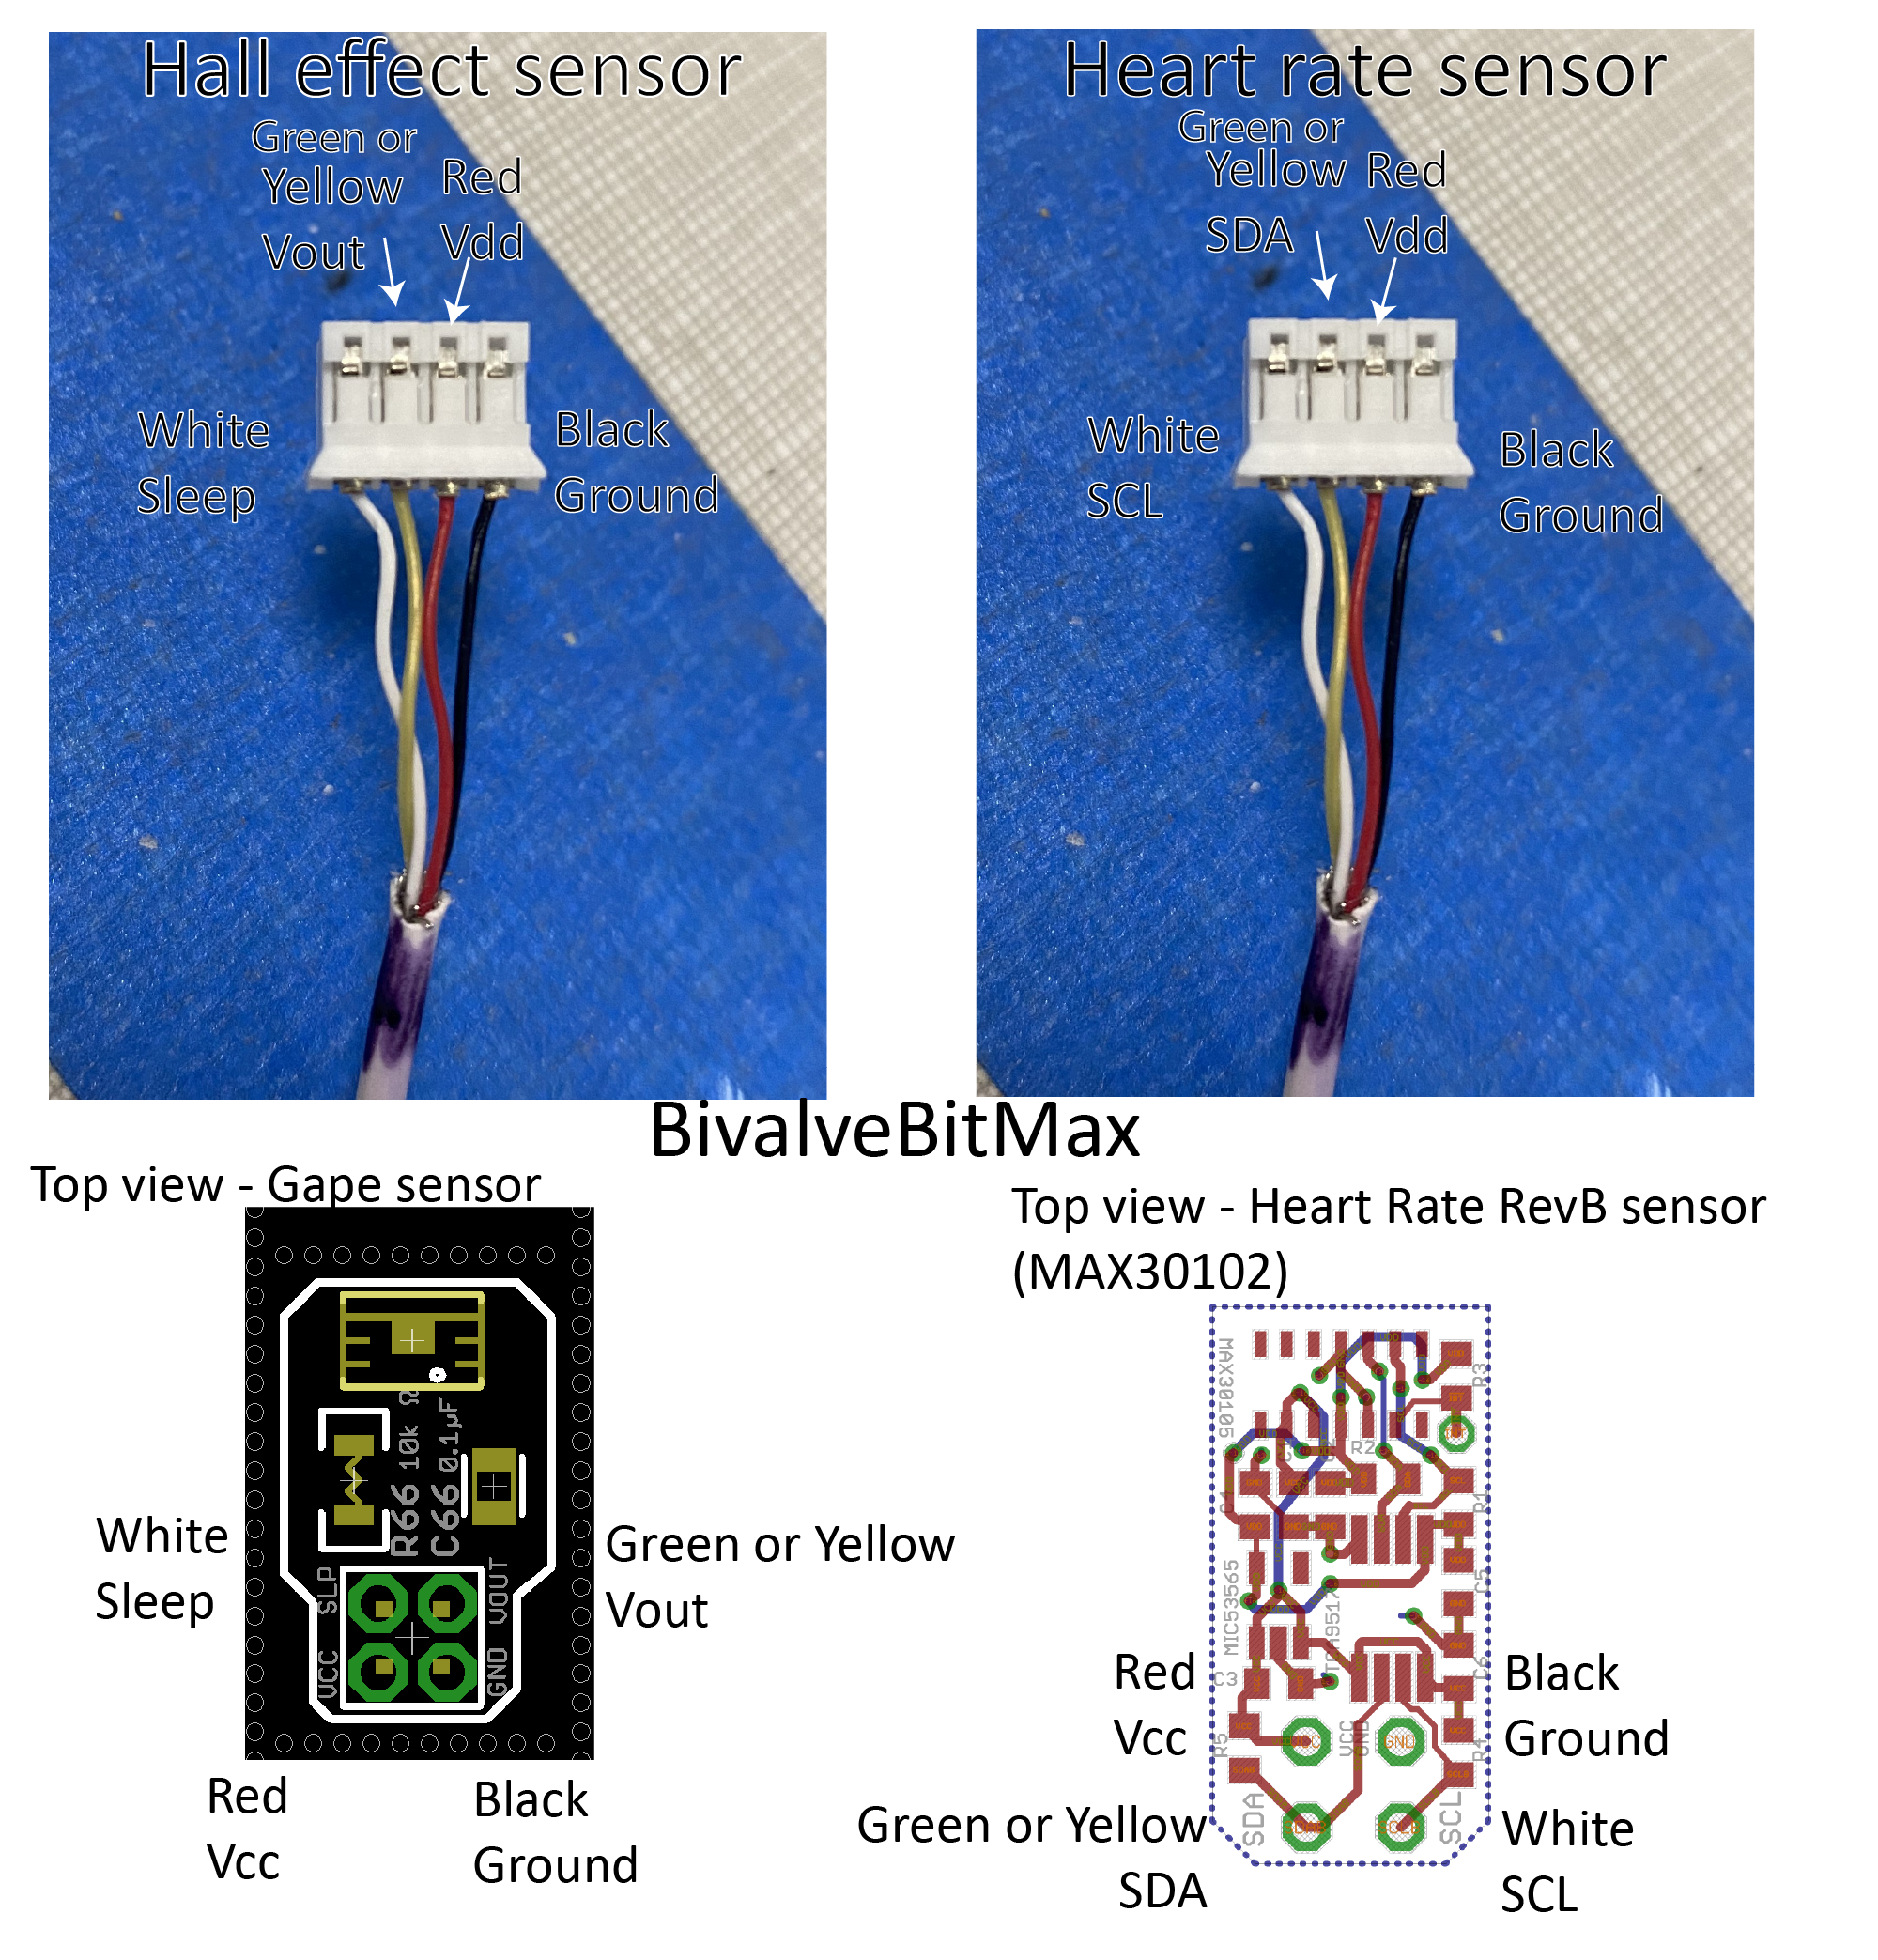 Hall effect sensor
Green or
Yellow
Vout
Red
Vdd
White
Sleep
Black
Ground
Heart rate sensor
Green or
Yellow
SDA
Red
Vdd
White
SCL
Black
Ground
BivalveBitMax
Top view - Gape sensor
R66 10k Ω
C66 0.1µF
SLP
VOUT
VCC
GND
White
Sleep
Green or Yellow
Vout
Red
Vcc
Black
Ground
Top view - Heart Rate RevB sensor
(MAX30102)
MAX30105
R3
R2
R1
C5
MIC53565
C3
R5
R4
VCC
GND
GND
SDA
SCL
Red
Vcc
Black
Ground
Green or Yellow
SDA
White
SCL